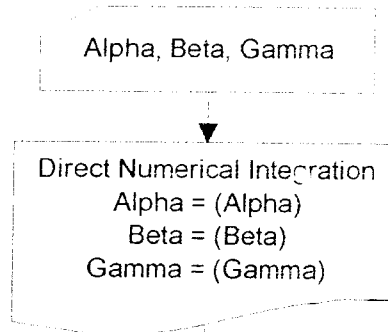 Alpha, Beta, Gamma
Direct Numerical Integration
Alpha = (Alpha)
Beta = (Beta)
Gamma = (Gamma)